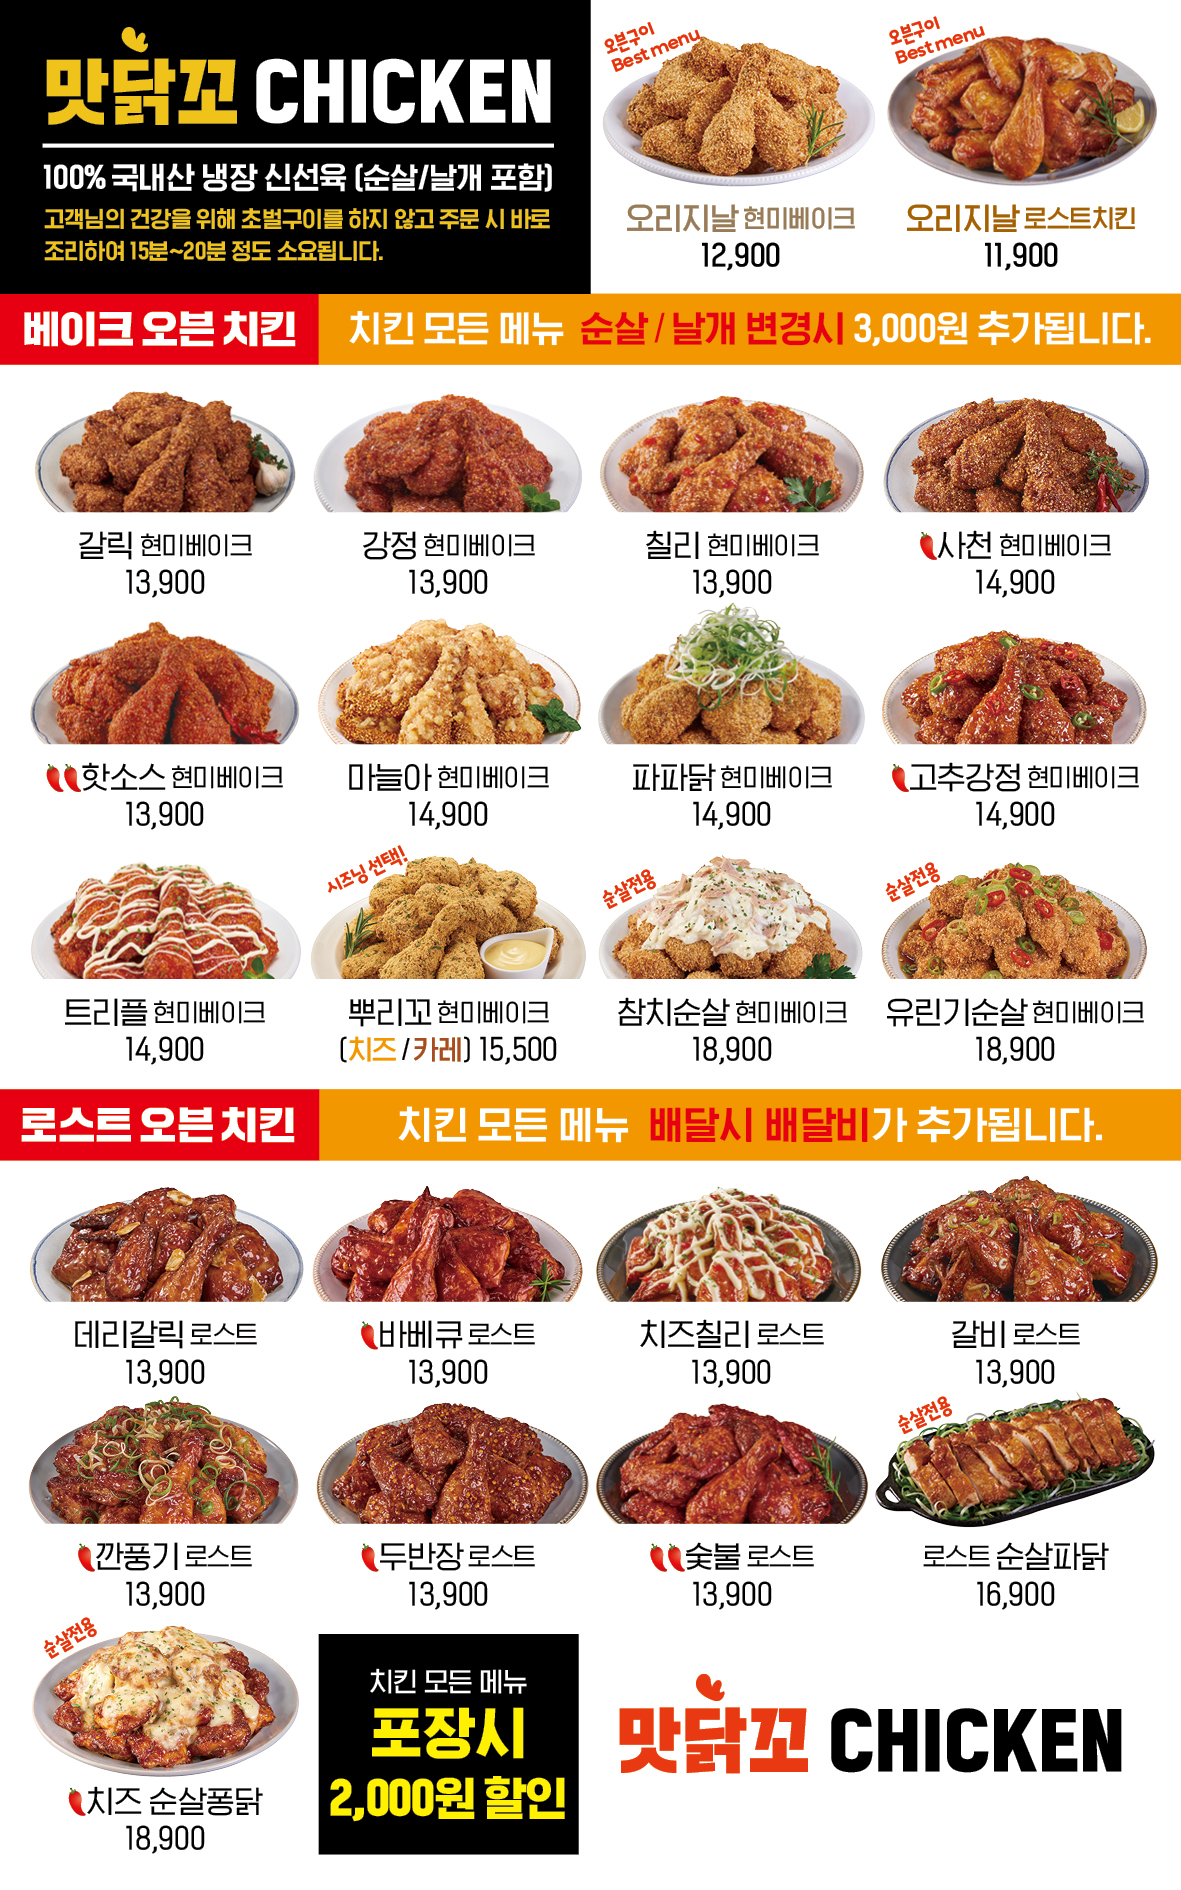 맛닭꼬 CHICKEN
100% 국내산 냉장 신선육 (순살/날개 포함)
고객님의 건강을 위해 초벌구이를 하지 않고 주문 시 바로
조리하여 15분~20분 정도 소요됩니다.
오븐구이
Best menu
오리지날 현미베이크
12,900
오븐구이
Best menu
오리지날 로스트치킨
11,900
베이크 오븐 치킨
치킨 모든 메뉴 순살 / 날개 변경시 3,000원 추가됩니다.
갈릭 현미베이크
13,900
강정 현미베이크
13,900
칠리 현미베이크
13,900
사천 현미베이크
14,900
핫소스 현미베이크
13,900
마늘아 현미베이크
14,900
파파닭 현미베이크
14,900
고추강정 현미베이크
14,900
트리플 현미베이크
14,900
시즈닝 선택!
뿌리꼬 현미베이크
(치즈 / 카레) 15,500
순살전용
참치순살 현미베이크
18,900
순살전용
유린기순살 현미베이크
18,900
로스트 오븐 치킨
치킨 모든 메뉴 배달시 배달비가 추가됩니다.
데리갈릭 로스트
13,900
바베큐 로스트
13,900
치즈칠리 로스트
13,900
갈비 로스트
13,900
깐풍기 로스트
13,900
두반장 로스트
13,900
숯불 로스트
13,900
순살전용
로스트 순살파닭
16,900
순살전용
치즈 순살퐁닭
18,900
치킨 모든 메뉴
포장시
2,000원 할인
맛닭꼬 CHICKEN